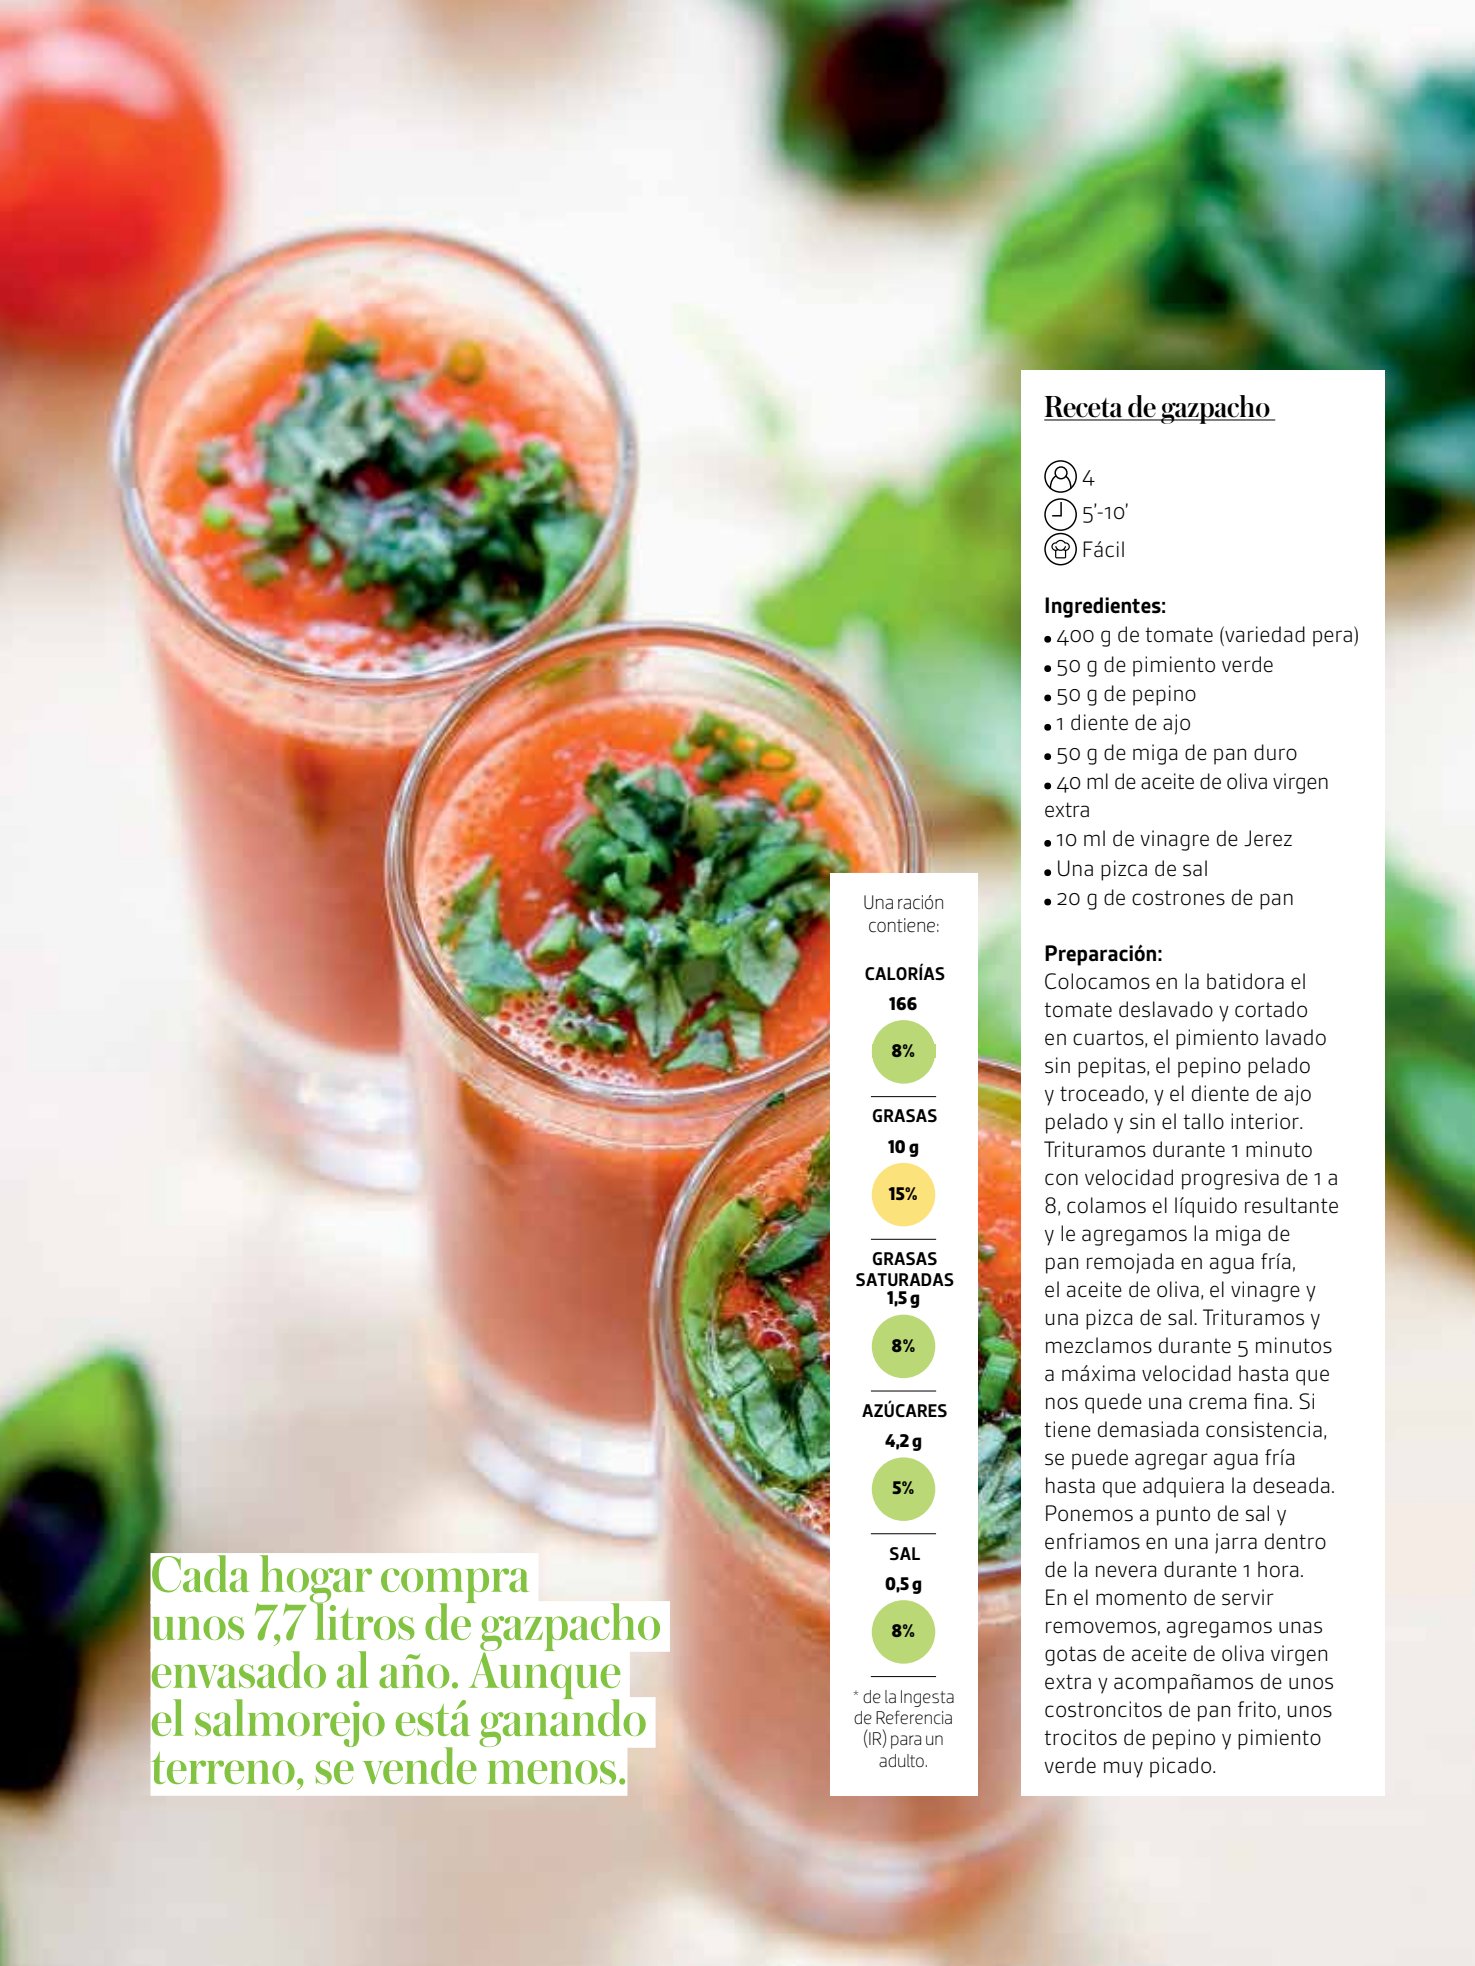 Receta de gazpacho
4
5’-10’
Fácil
Ingredientes:
• 400 g de tomate (variedad pera)
• 50 g de pimiento verde
• 50 g de pepino
• 1 diente de ajo
• 50 g de miga de pan duro
• 40 ml de aceite de oliva virgen
extra
• 10 ml de vinagre de Jerez
• Una pizca de sal
• 20 g de costrones de pan
Preparación:
Colocamos en la batidora el
tomate deslavado y cortado
en cuartos, el pimiento lavado
sin pepitas, el pepino pelado
y troceado, y el diente de ajo
pelado y sin el tallo interior.
Trituramos durante 1 minuto
con velocidad progresiva de 1 a
8, colamos el líquido resultante
y le agregamos la miga de
pan remojada en agua fría,
el aceite de oliva, el vinagre y
una pizca de sal. Trituramos y
mezclamos durante 5 minutos
a máxima velocidad hasta que
nos quede una crema fina. Si
tiene demasiada consistencia,
se puede agregar agua fría
hasta que adquiera la deseada.
Ponemos a punto de sal y
enfriamos en una jarra dentro
de la nevera durante 1 hora.
En el momento de servir
removemos, agregamos unas
gotas de aceite de oliva virgen
extra y acompañamos de unos
costroncitos de pan frito, unos
trocitos de pepino y pimiento
verde muy picado.
Una ración
contiene:
CALORÍAS
166
8%
GRASAS
10 g
15%
GRASAS
SATURADAS
1,5 g
8%
AZÚCARES
4,2 g
5%
SAL
0,5 g
8%
* de la Ingesta
de Referencia
(IR) para un
adulto.
Cada hogar compra
unos 7,7 litros de gazpacho
envasado al año. Aunque
el salmorejo está ganando
terreno, se vende menos.